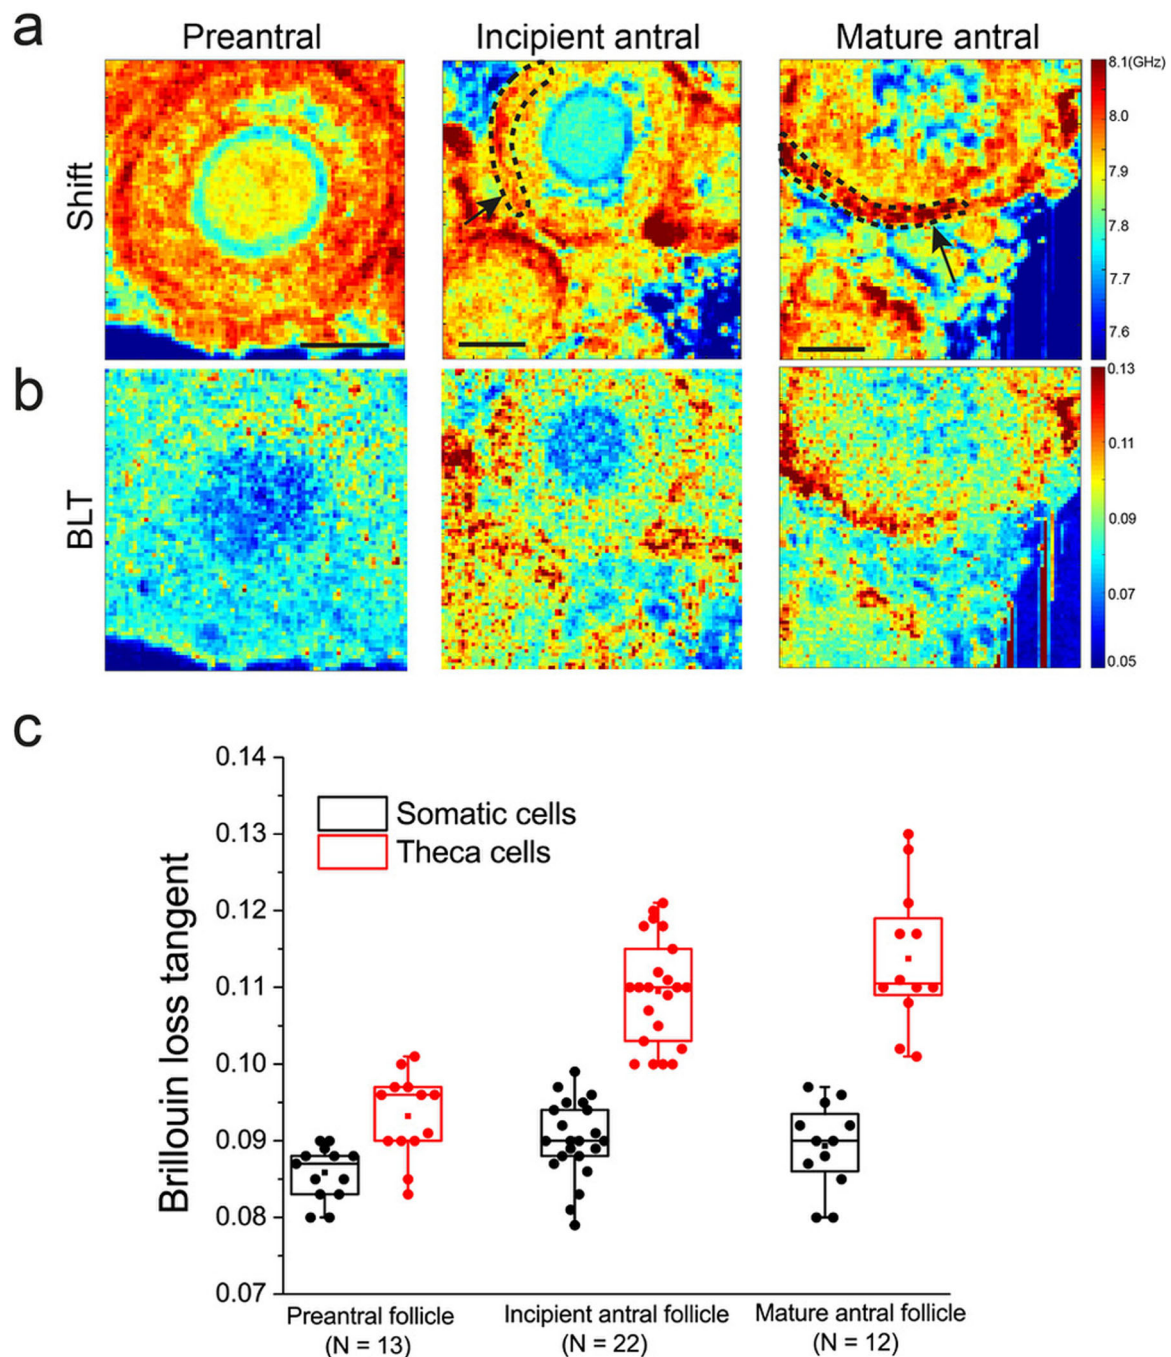 a
Preantral
Incipient antral
Mature antral
Shift
8.1(GHz)
8.0
7.9
7.8
7.7
7.6
b
BLT
0.13
0.11
0.09
0.07
0.05
c
Brillouin loss tangent
0.14
0.13
0.12
0.11
0.10
0.09
0.08
0.07
Somatic cells
Theca cells
Preantral follicle
(N = 13)
Incipient antral follicle
(N = 22)
Mature antral follicle
(N = 12)